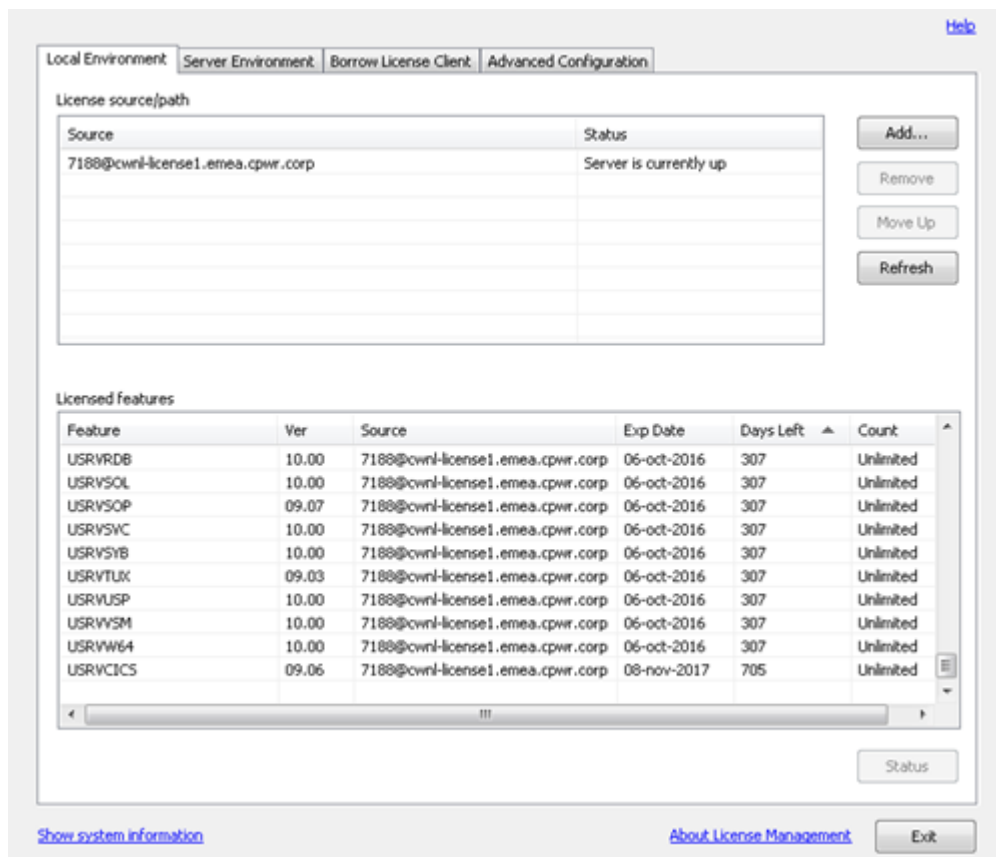 Help
Local Environment Server Environment Borrow License Client Advanced Configuration
License source/path
Source Status
7188@cwnl-license1.emea.cpwr.corp Server is currently up
Add...
Remove
Move Up
Refresh
Licensed features
Feature Ver Source Exp Date Days Left Count
USRVRDB 10.00 7188@cwnl-license1.emea.cpwr.corp 06-oct-2016 307 Unlimited
USRVSOL 10.00 7188@cwnl-license1.emea.cpwr.corp 06-oct-2016 307 Unlimited
USRVSOP 09.07 7188@cwnl-license1.emea.cpwr.corp 06-oct-2016 307 Unlimited
USRVSVC 10.00 7188@cwnl-license1.emea.cpwr.corp 06-oct-2016 307 Unlimited
USRVSYB 10.00 7188@cwnl-license1.emea.cpwr.corp 06-oct-2016 307 Unlimited
USRVTUX 09.03 7188@cwnl-license1.emea.cpwr.corp 06-oct-2016 307 Unlimited
USRVUSP 10.00 7188@cwnl-license1.emea.cpwr.corp 06-oct-2016 307 Unlimited
USRVVSM 10.00 7188@cwnl-license1.emea.cpwr.corp 06-oct-2016 307 Unlimited
USRVW64 10.00 7188@cwnl-license1.emea.cpwr.corp 06-oct-2016 307 Unlimited
USRVCICS 09.06 7188@cwnl-license1.emea.cpwr.corp 08-nov-2017 705 Unlimited
Status
Show system information About License Management Exit